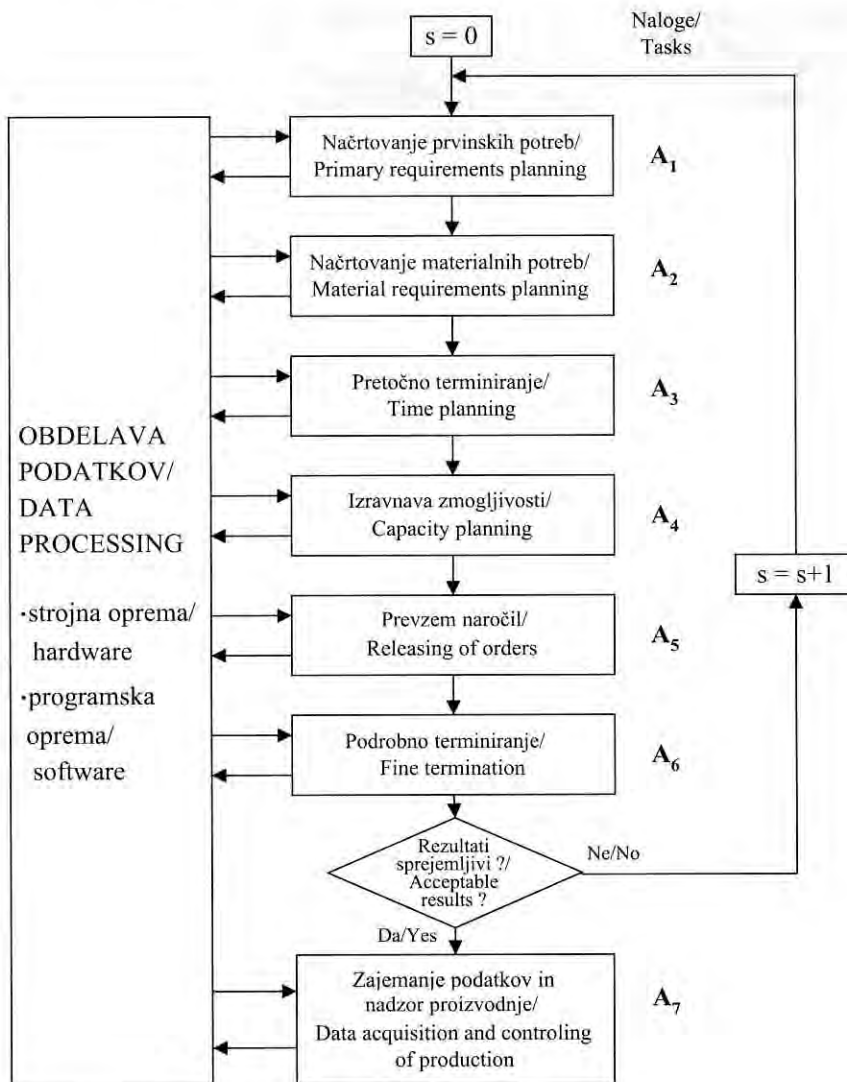 s = 0
Naloge/
Tasks
Načrtovanje prvinskih potreb/
Primary requirements planning
A1
Načrtovanje materialnih potreb/
Material requirements planning
A2
Pretočno terminiranje/
Time planning
A3
OBDELAVA
PODATKOV/
DATA
PROCESSING
·strojna oprema/
hardware
·programska
oprema/
software
Izravnava zmogljivosti/
Capacity planning
A4
s = s+1
Prevzem naročil/
Releasing of orders
A5
Podrobno terminiranje/
Fine termination
A6
Rezultati
sprejemljivi ?/
Acceptable
results ?
Ne/No
Da/Yes
Zajemanje podatkov in
nadzor proizvodnje/
Data acquisition and controling
of production
A7